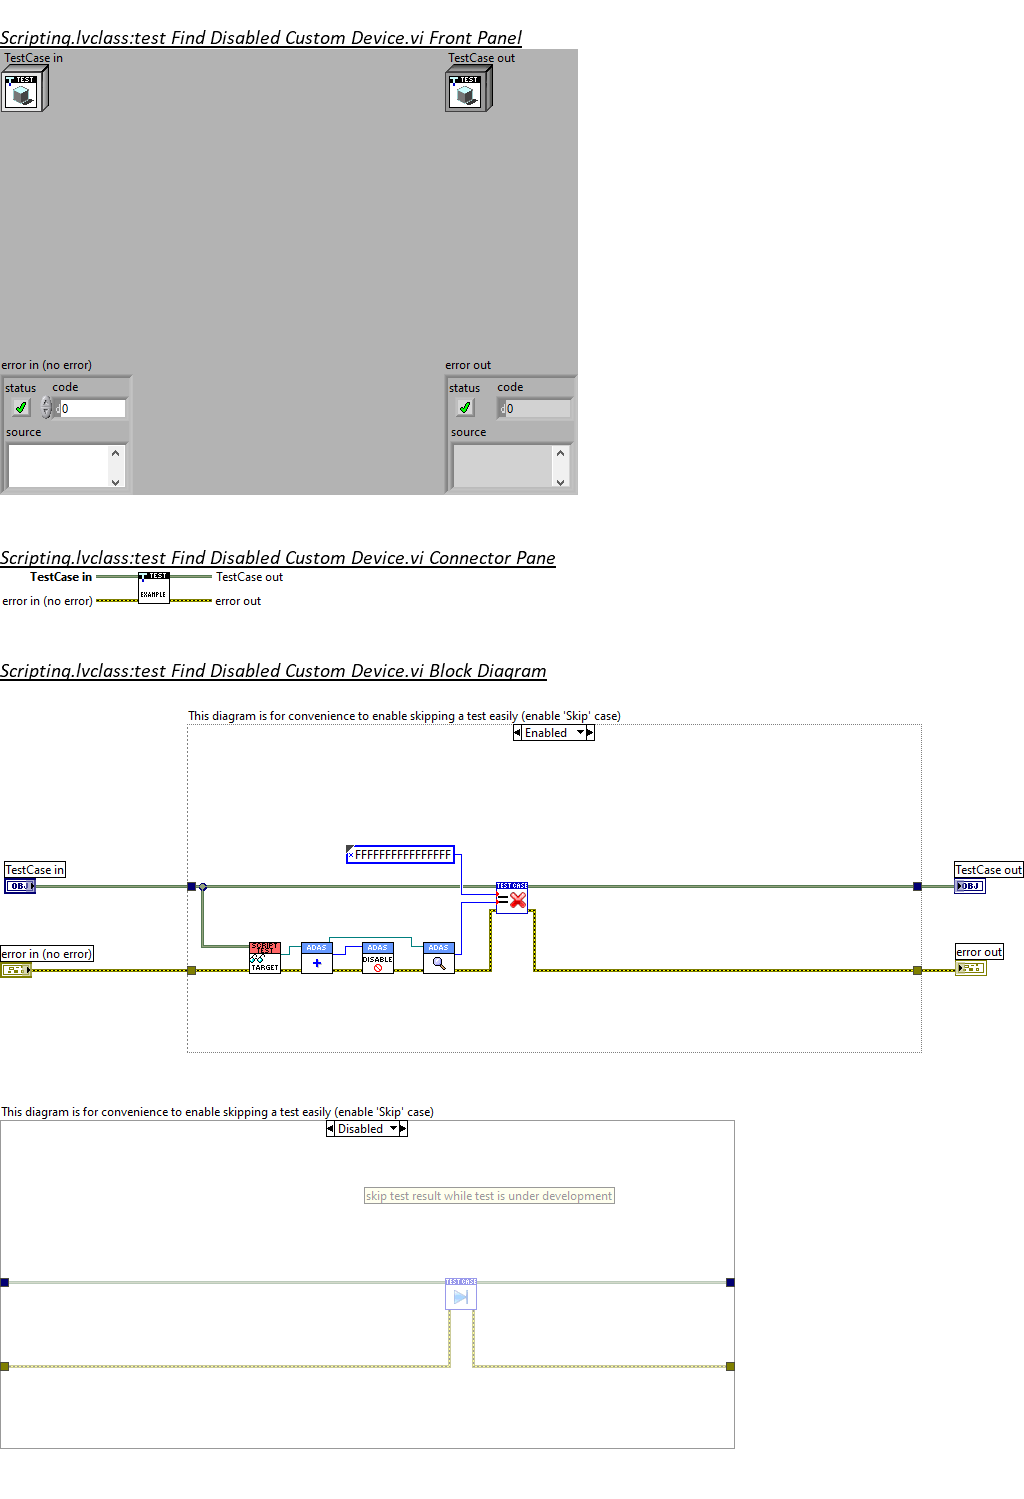 Scripting.lvclass:test Find Disabled Custom Device.vi Front Panel
TestCase in
TestCase out
TEST
TEST
error in (no error)
error out
status
code
status
code
d0
d0
source
source
Scripting.lvclass:test Find Disabled Custom Device.vi Connector Pane
TestCase in
TEST
EXAMPLE
TestCase out
error in (no error)
error out
Scripting.lvclass:test Find Disabled Custom Device.vi Block Diagram
This diagram is for convenience to enable skipping a test easily (enable 'Skip' case)
Enabled
xFFFFFFFFFFFFFFFF
TestCase in
OBJ
TEST CASE
TestCase out
OBJ
error in (no error)
SCRIPT TEST
TARGET
ADAS
ADAS
DISABLE
ADAS
error out
This diagram is for convenience to enable skipping a test easily (enable 'Skip' case)
Disabled
skip test result while test is under development
TEST CASE